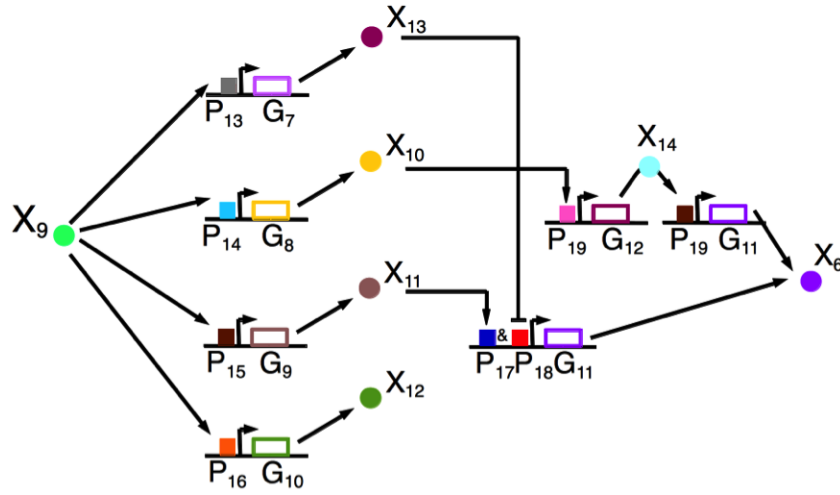 X13
P13 G7
X10
X14
X9
P14 G8
P19 G12
P19 G11
X6
X11
P15 G9
&
P17 P18 G11
X12
P16 G10